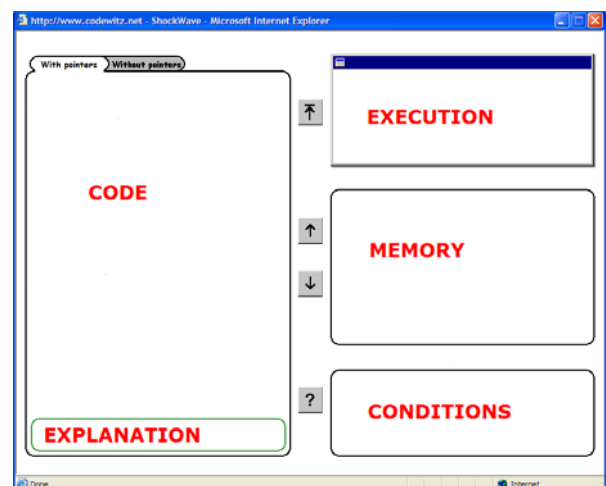 http://www.codewitz.net - ShockWave - Microsoft Internet Explorer
With pointers Without pointers
EXECUTION
CODE
MEMORY
?
CONDITIONS
EXPLANATION
Done Internet